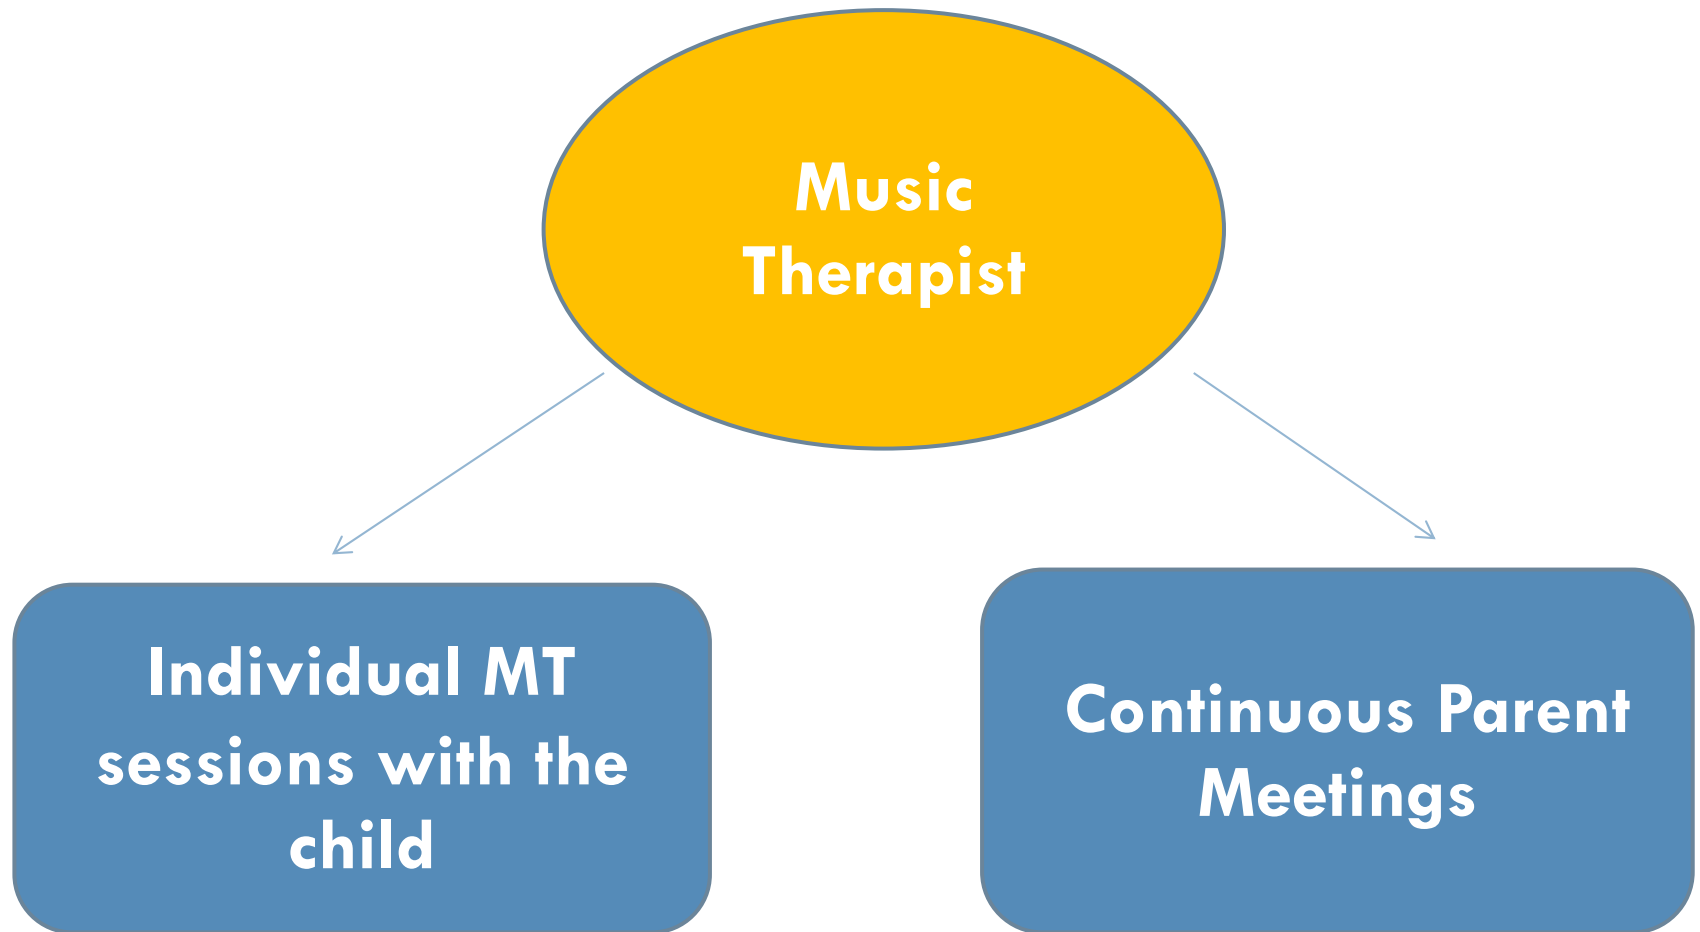 Music
Therapist
Individual MT
sessions with the
child
Continuous Parent
Meetings